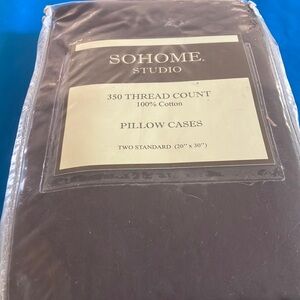 SOHOME.
STUDIO
350 THREAD COUNT
100% Cotton
PILLOW CASES
TWO STANDARD (20" x 30")